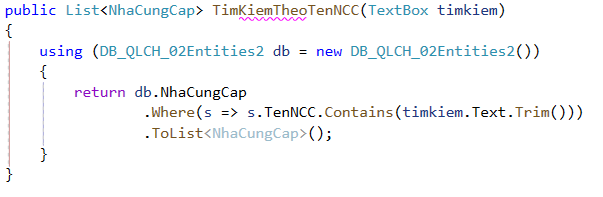 public List<NhaCungCap> TimKiemTheoTenNCC(TextBox timkiem)
{
    using (DB_QLCH_02Entities2 db = new DB_QLCH_02Entities2())
    {
        return db.NhaCungCap
                .Where(s => s.TenNCC.Contains(timkiem.Text.Trim()))
                .ToList<NhaCungCap>();
    }
}